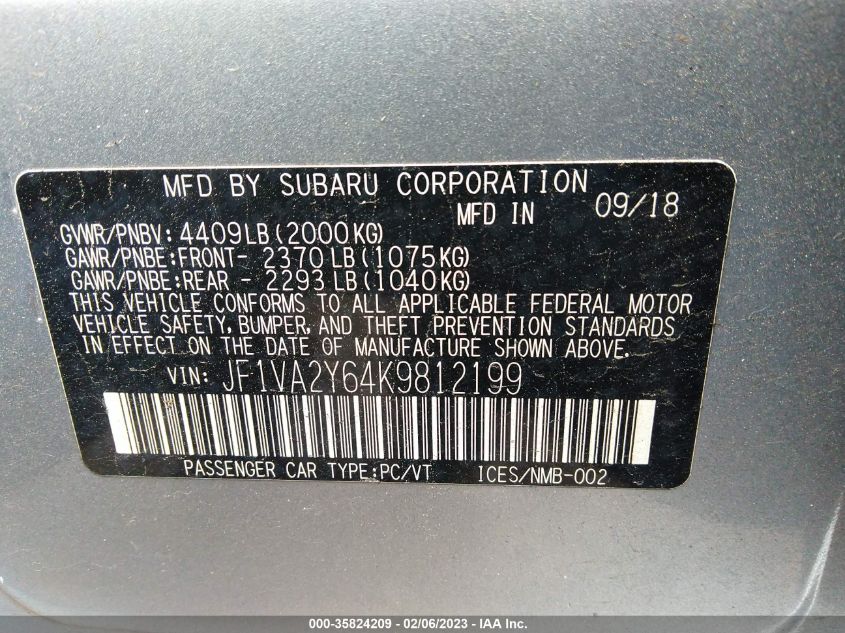 MFD BY SUBARU CORPORATION
MFD IN 09/18
GVWR/PNBV: 4409LB(2000KG)
GAWR/PNBE:FRONT- 2370LB(1075KG)
GAWR/PNBE:REAR - 2293LB(1040KG)
THIS VEHICLE CONFORMS TO ALL APPLICABLE FEDERAL MOTOR
VEHICLE SAFETY, BUMPER, AND THEFT PREVENTION STANDARDS
IN EFFECT ON THE DATE OF MANUFACTURE SHOWN ABOVE.
VIN: JF1VA2Y64K9812199
PASSENGER CAR TYPE:PC/VT ICES/NMB-002
000-35824209 - 02/06/2023 - © IAA Inc.